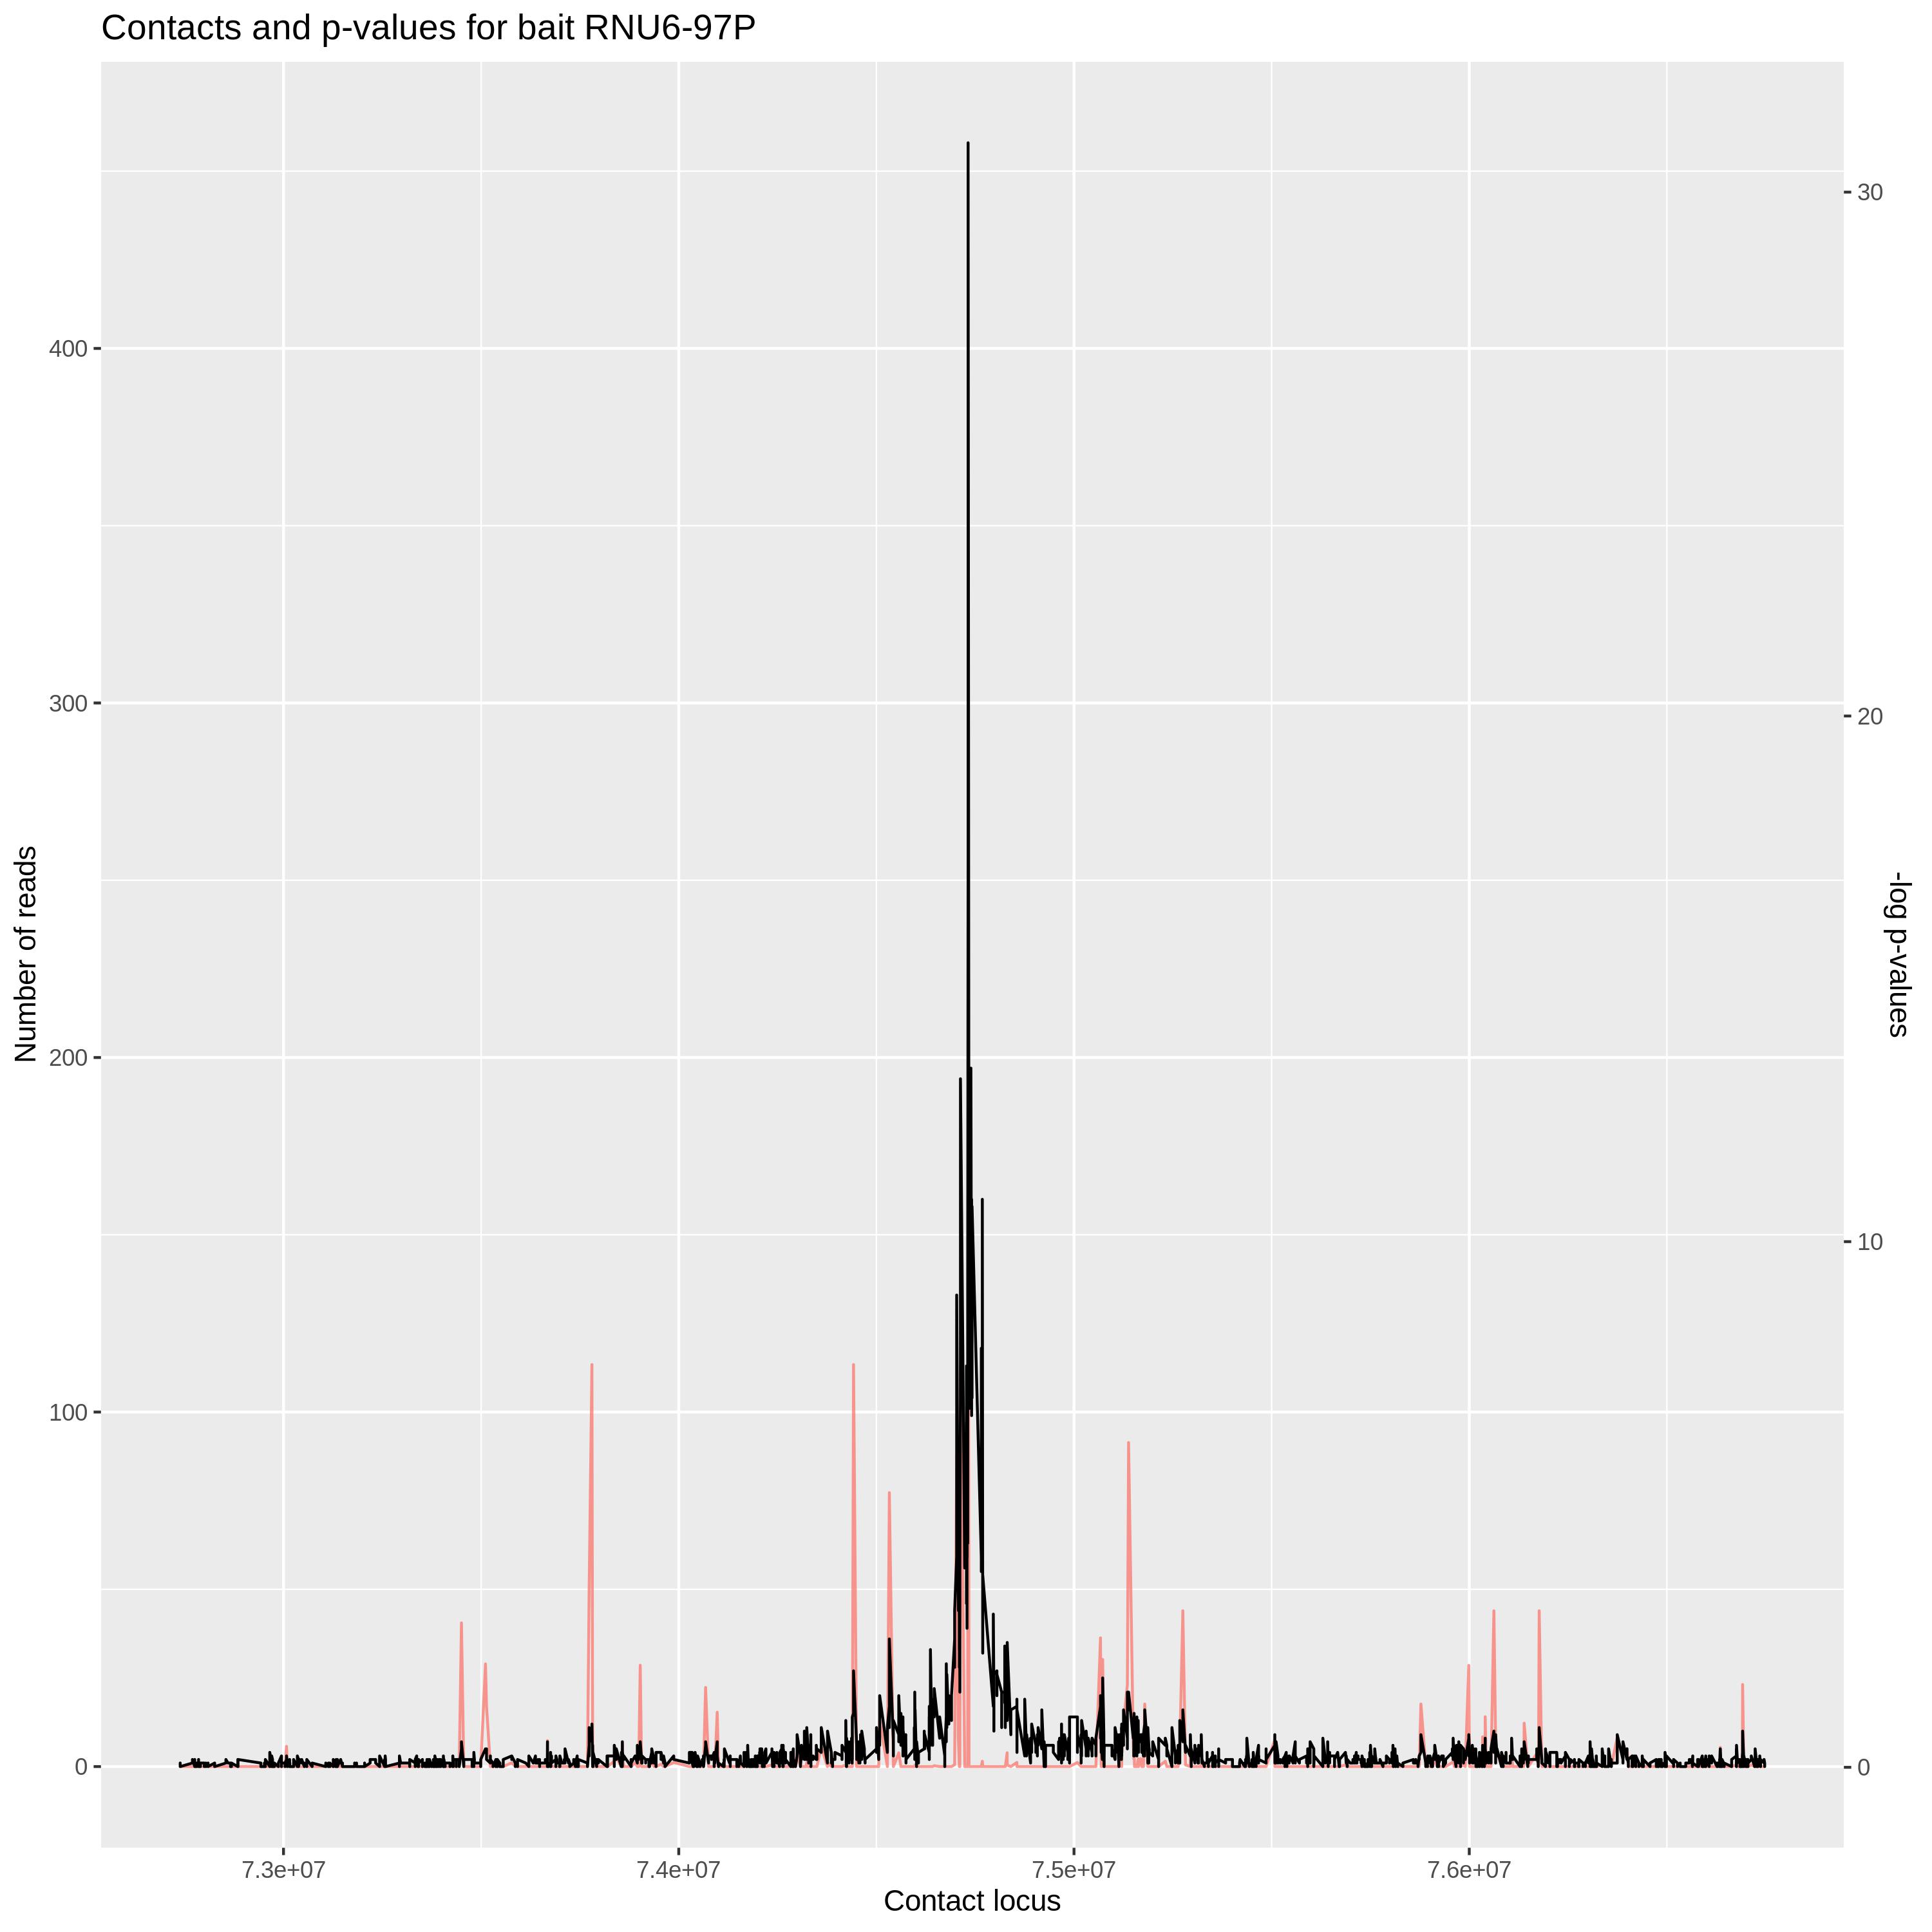 Contacts and p-values for bait RNU6-97P
Number of reads
400
300
200
100
0
30
20
10
0
-log p-values
7.3e+07
7.4e+07
7.5e+07
7.6e+07
Contact locus